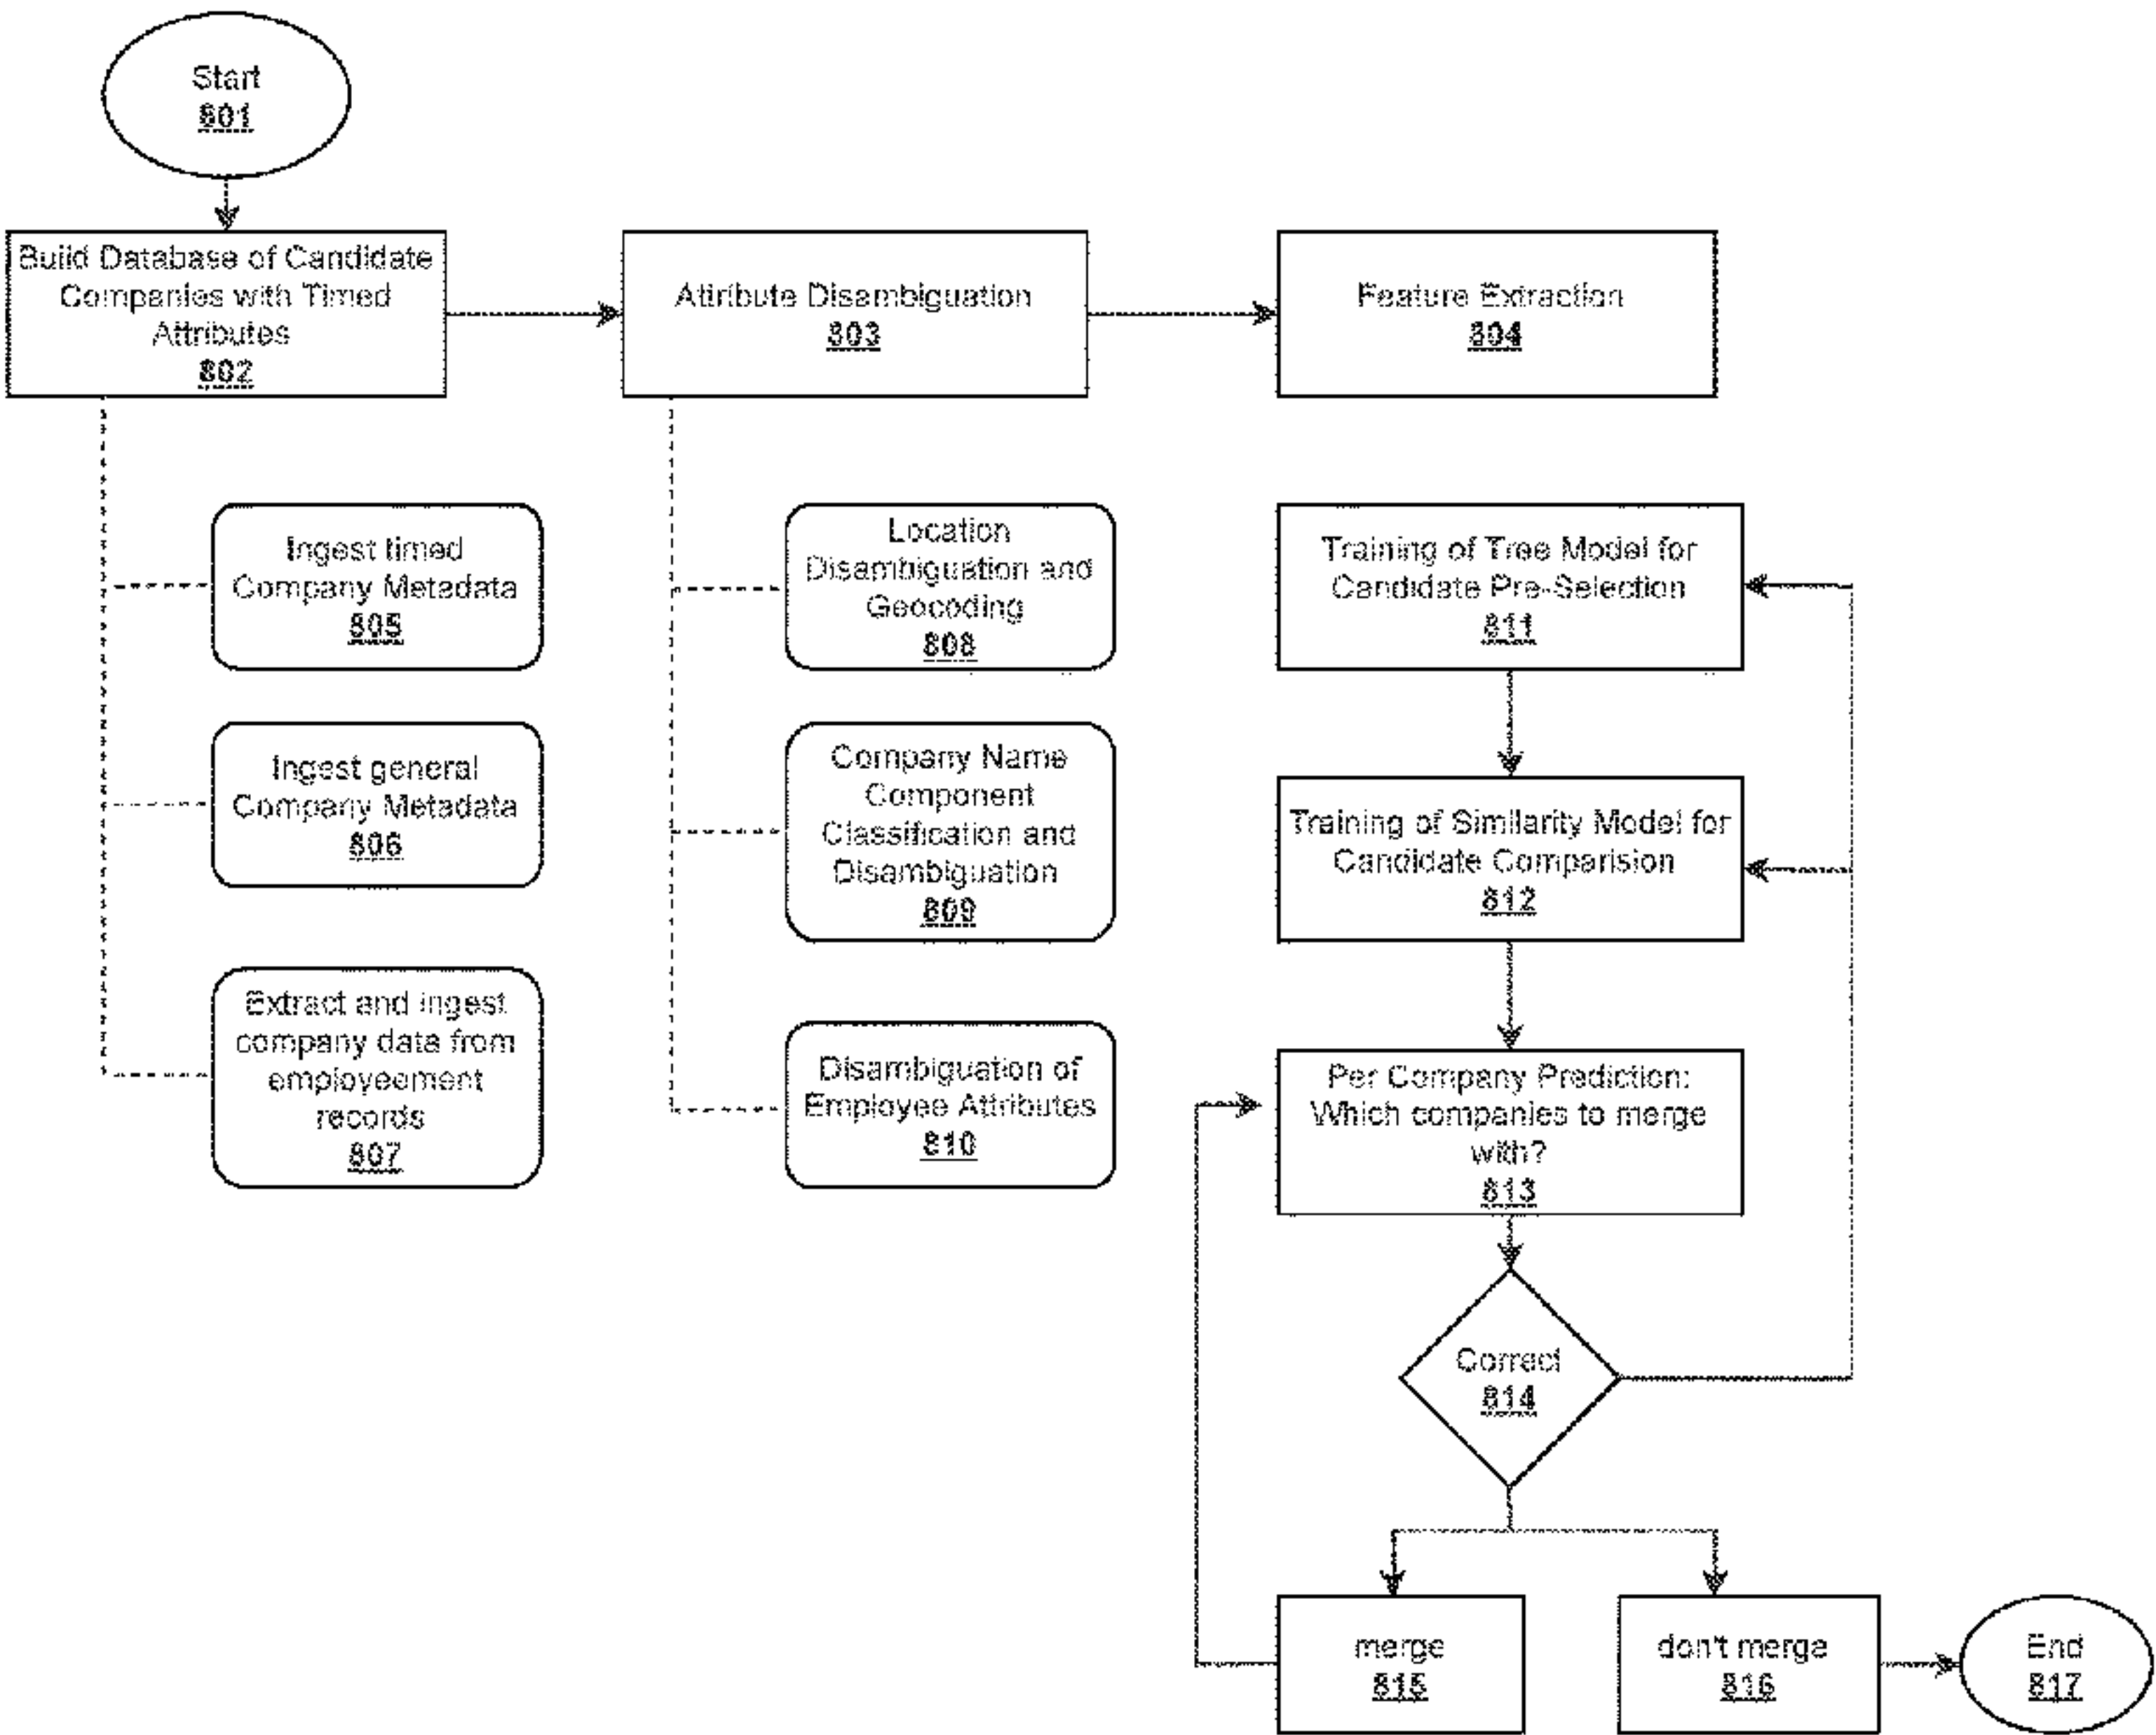 Start
801
Build Database of Candidate
Companies with Timed
Attributes
802
Attribute Disambiguation
803
Feature Extraction
804
Ingest timed
Company Metadata
805
Ingest general
Company Metadata
806
Extract and ingest
company data from
employeement
records
807
Location
Disambiguation and
Geocoding
808
Company Name
Component
Classification and
Disambiguation
809
Disambiguation of
Employee Attributes
810
Training of Tree Model for
Candidate Pre-Selection
811
Training of Similarity Model for
Candidate Comparision
812
Per Company Prediction:
Which companies to merge
with?
813
Correct
814
merge
815
don't merge
816
End
817